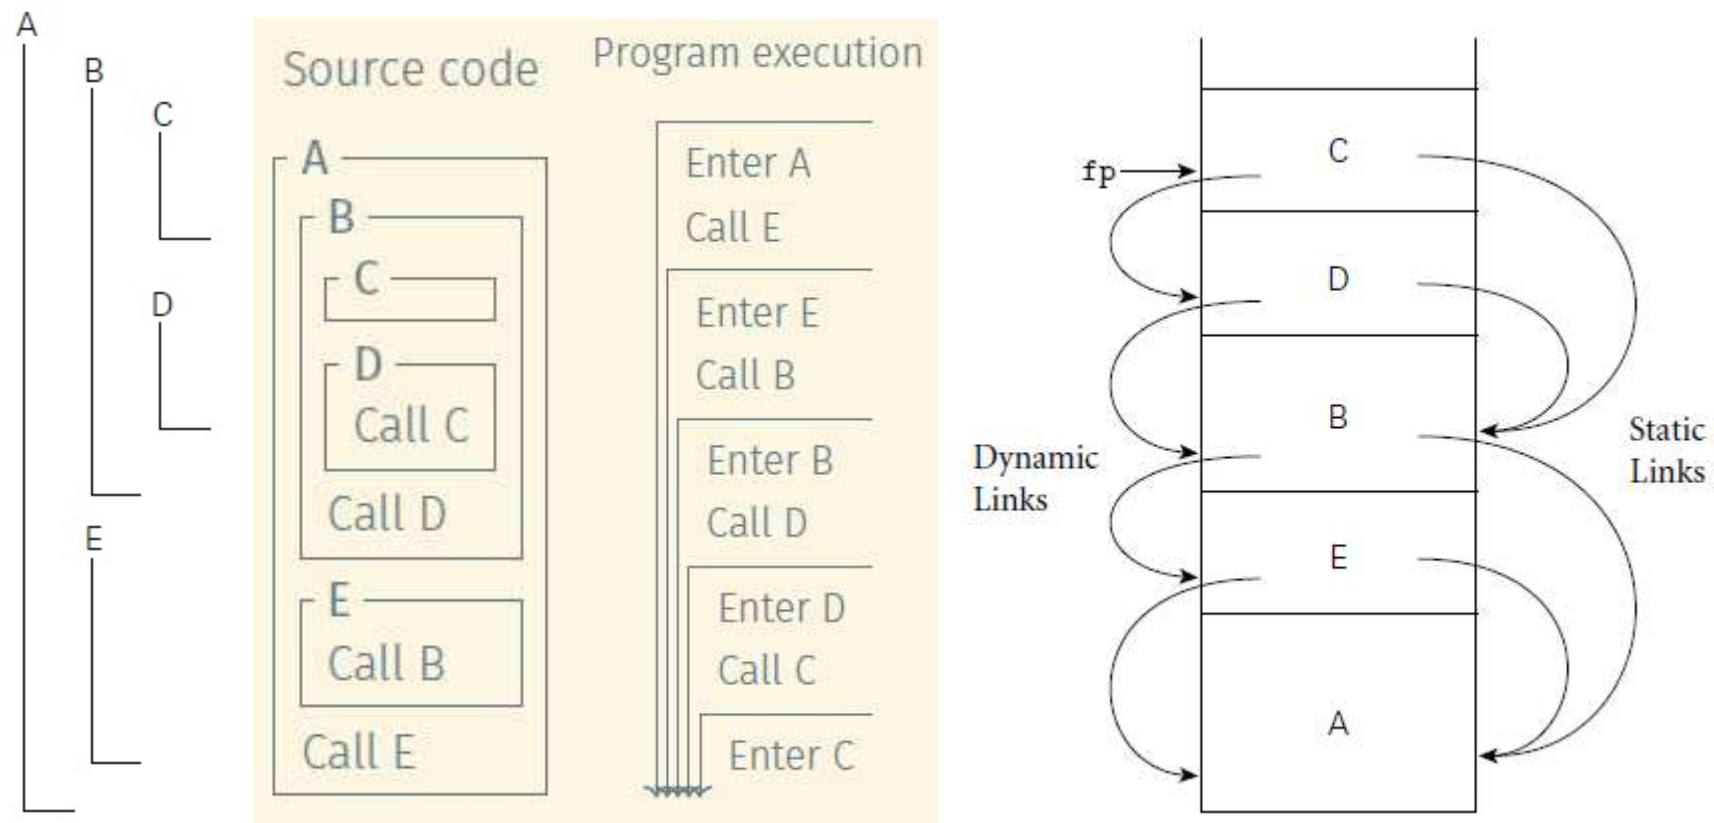 A
B
C
D
E
Source code
A
B
C
D
Call C
Call D
E
Call B
Call E
Program execution
Enter A
Call E
Enter E
Call B
Enter B
Call D
Enter D
Call C
Enter C
C
fp
D
B
Dynamic
Links
Static
Links
E
A